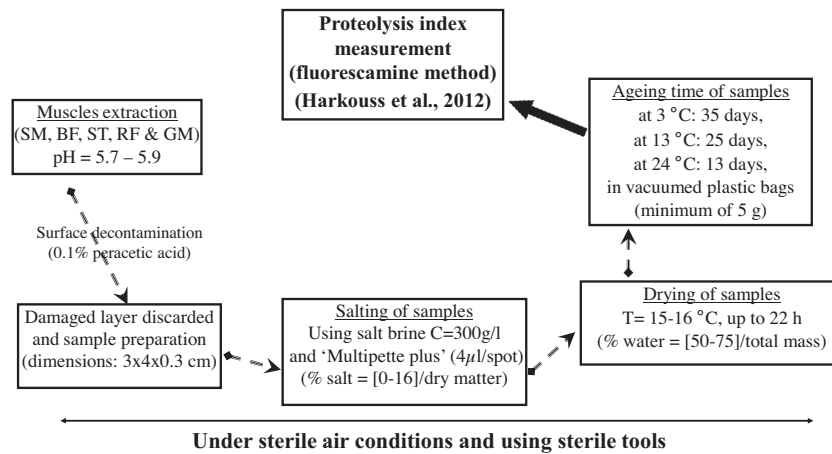 Muscles extraction
(SM, BF, ST, RF & GM)
pH = 5.7 – 5.9
Surface decontamination
(0.1% peracetic acid)
Damaged layer discarded
and sample preparation
(dimensions: 3x4x0.3 cm)
Salting of samples
Using salt brine C=300g/l
and ‘Multipette plus’ (4µl/spot)
(% salt = [0-16]/dry matter)
Drying of samples
T= 15-16 °C, up to 22 h
(% water = [50-75]/total mass)
Ageing time of samples
at 3 °C: 35 days,
at 13 °C: 25 days,
at 24 °C: 13 days,
in vacuumed plastic bags
(minimum of 5 g)
Proteolysis index
measurement
(fluorescamine method)
(Harkouss et al., 2012)
Under sterile air conditions and using sterile tools